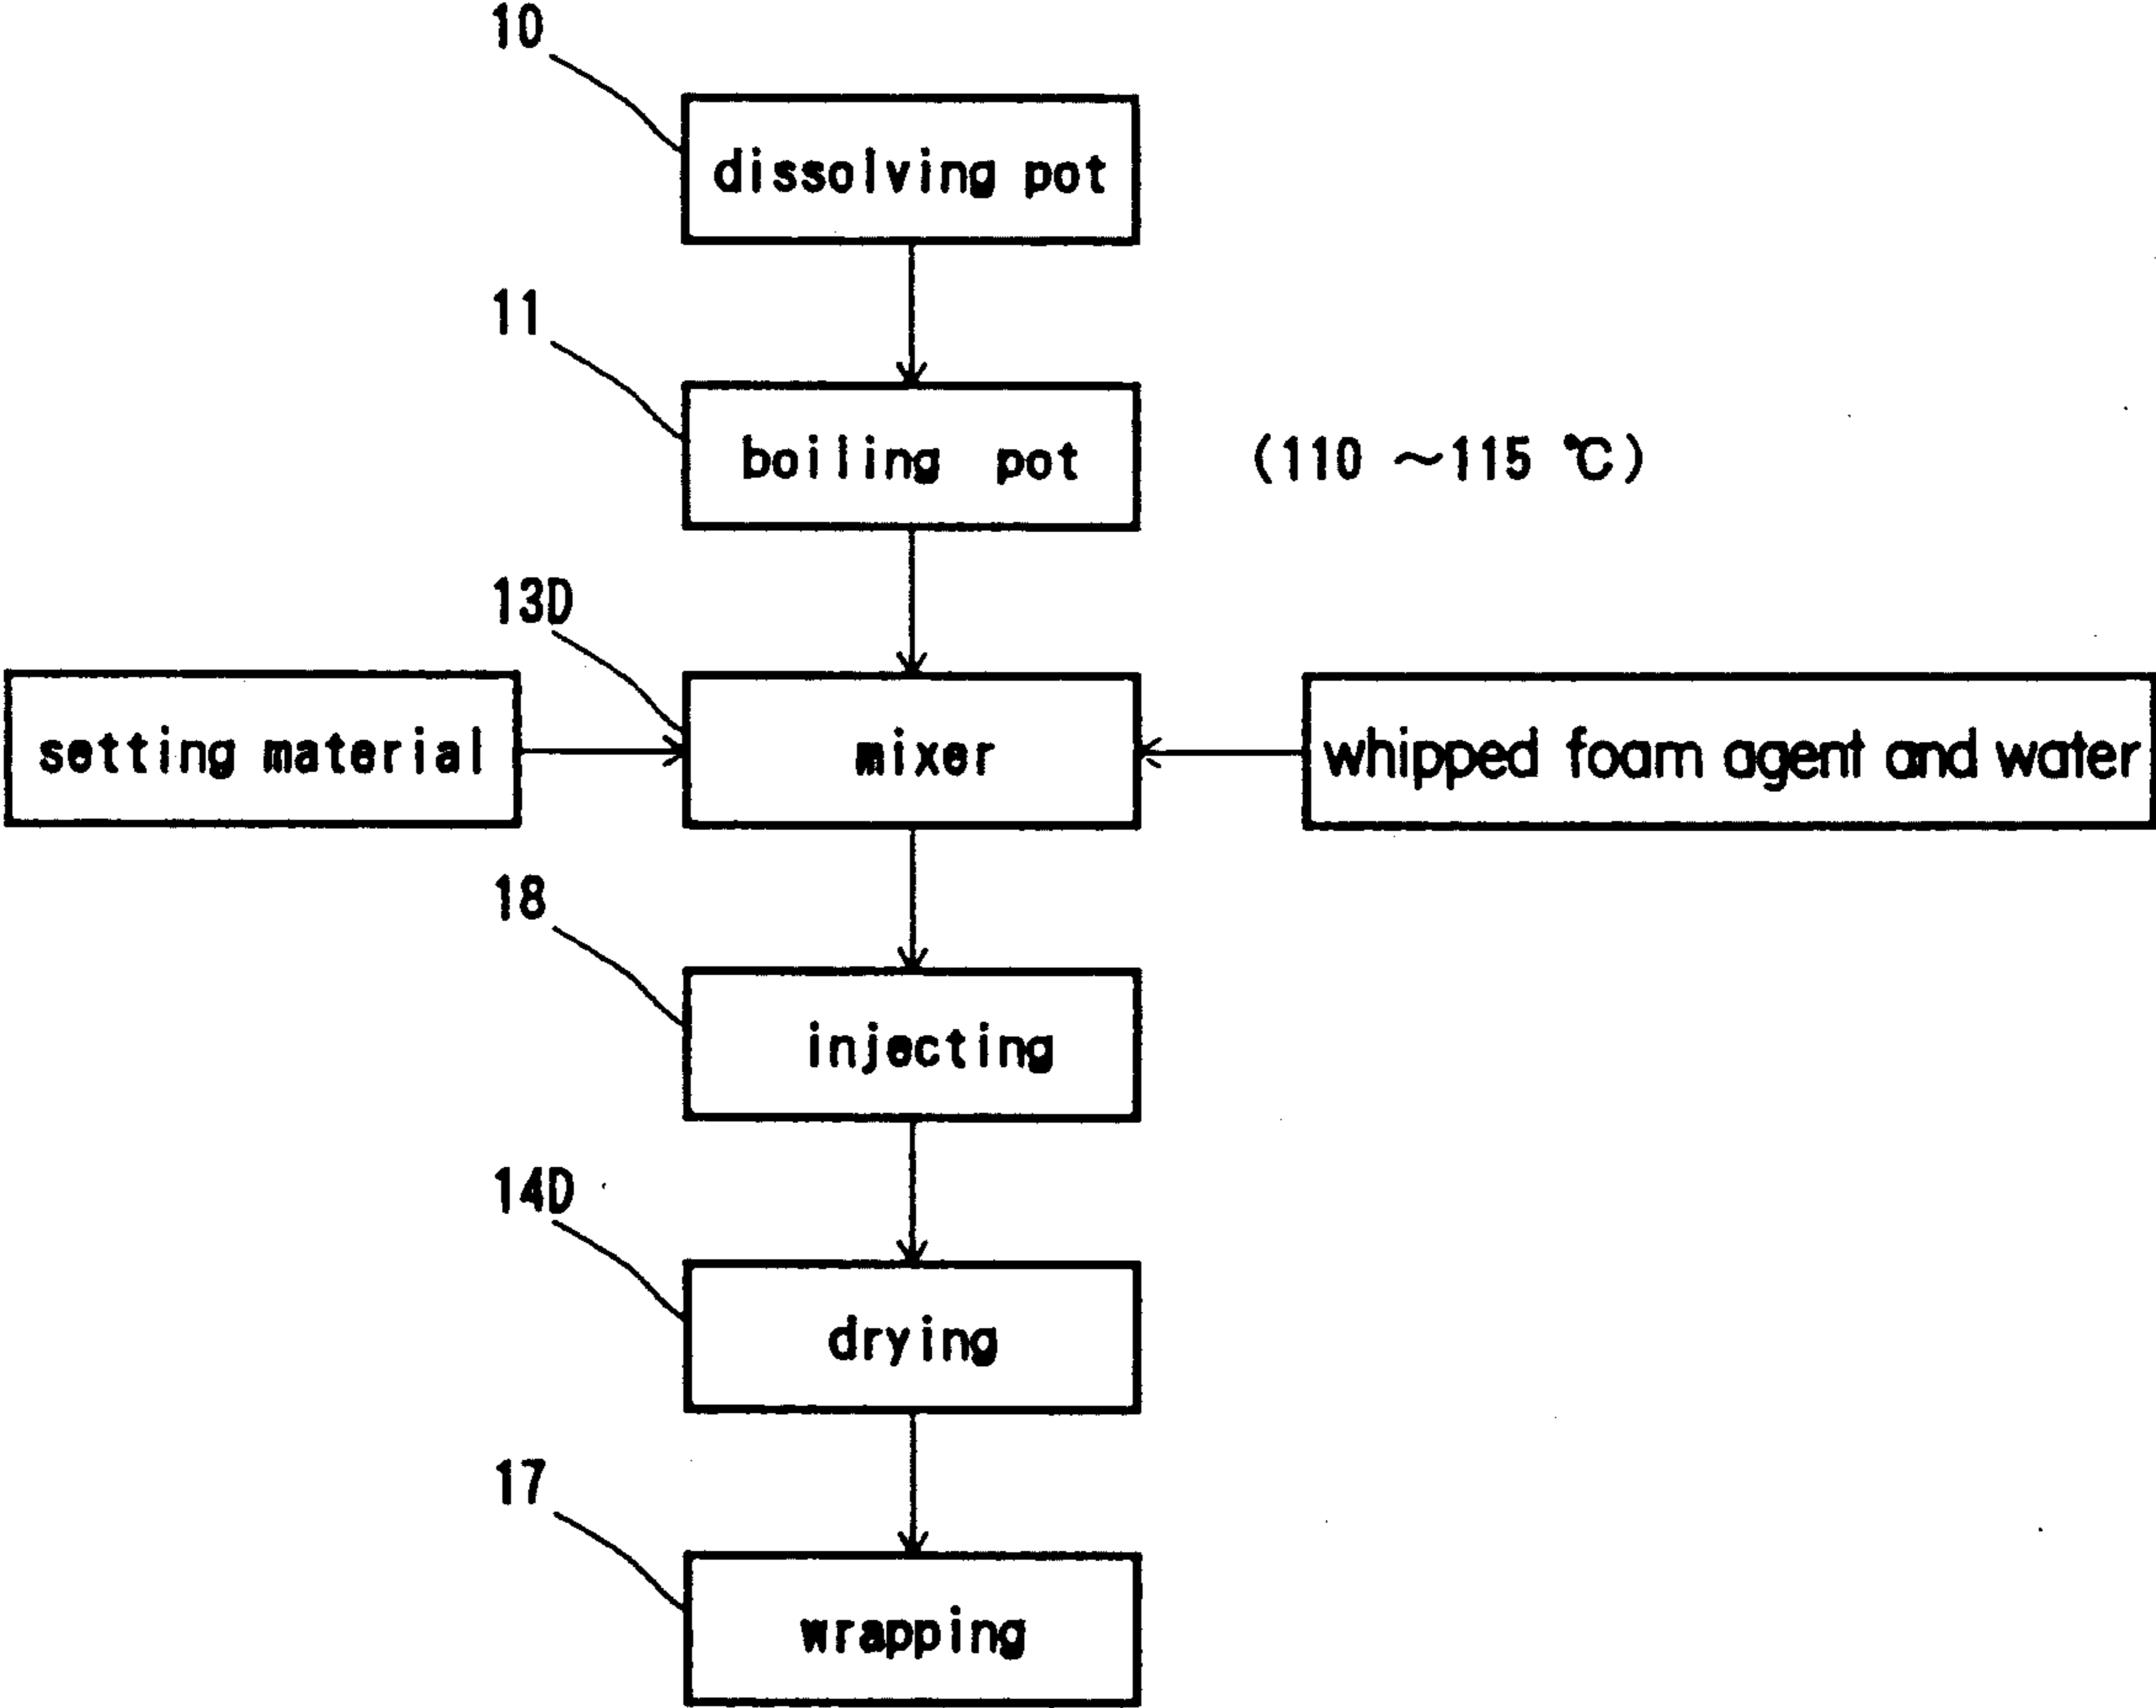 10
dissolving pot
11
boiling pot
(110 ～115 ℃)
13D
setting material
mixer
whipped foam agent and water
18
injecting
14D
drying
17
wrapping